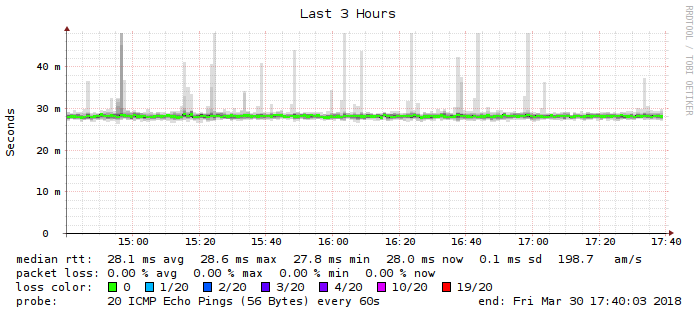 Last 3 Hours
RRDTOOL / TOBI OETIKER
Seconds
40 m
30 m
20 m
10 m
0
15:00 15:20 15:40 16:00 16:20 16:40 17:00 17:20 17:40
median rtt: 28.1 ms avg 28.6 ms max 27.8 ms min 28.0 ms now 0.1 ms sd 198.7 am/s
packet loss: 0.00 % avg 0.00 % max 0.00 % min 0.00 % now
loss color: 0 1/20 2/20 3/20 4/20 10/20 19/20
probe: 20 ICMP Echo Pings (56 Bytes) every 60s end: Fri Mar 30 17:40:03 2018